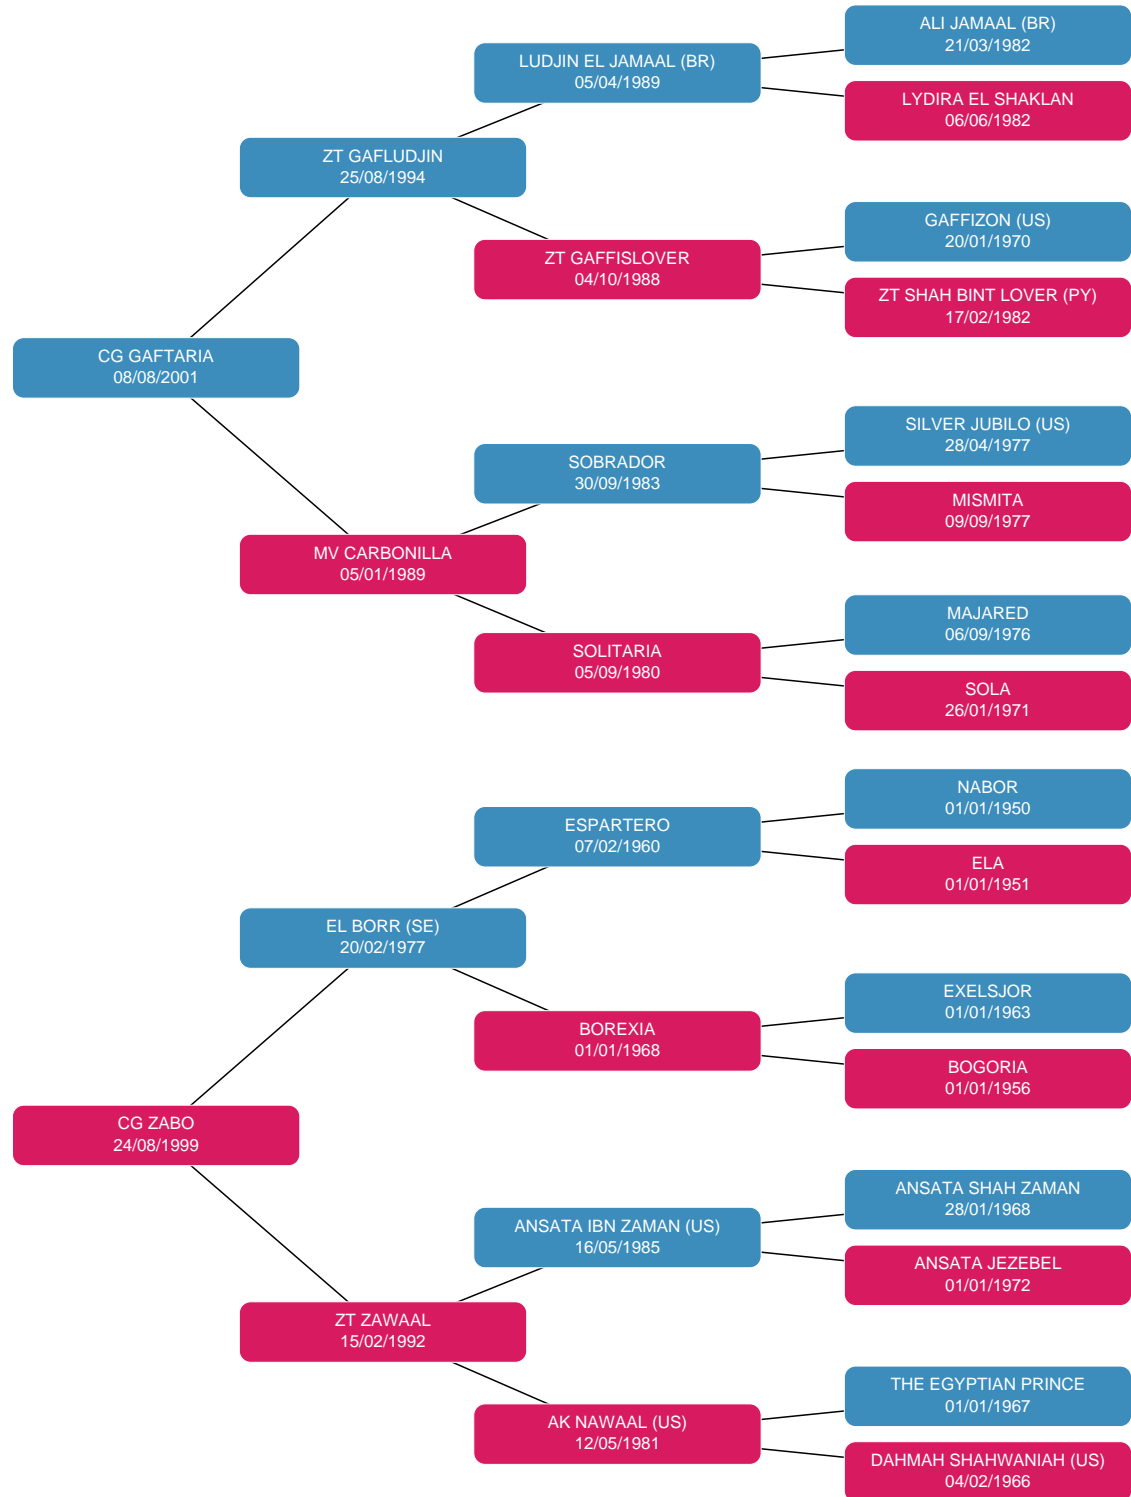 ALI JAMAAL (BR)
21/03/1982
LUDJIN EL JAMAAL (BR)
05/04/1989
LYDIRA EL SHAKLAN
06/06/1982
ZT GAFLUDJIN
25/08/1994
GAFFIZON (US)
20/01/1970
ZT GAFFISLOVER
04/10/1988
ZT SHAH BINT LOVER (PY)
17/02/1982
CG GAFTARIA
08/08/2001
SILVER JUBILO (US)
28/04/1977
SOBRADOR
30/09/1983
MISMITA
09/09/1977
MV CARBONILLA
05/01/1989
MAJARED
06/09/1976
SOLITARIA
05/09/1980
SOLA
26/01/1971
NABOR
01/01/1950
ESPARTERO
07/02/1960
ELA
01/01/1951
EL BORR (SE)
20/02/1977
EXELSJOR
01/01/1963
BOREXIA
01/01/1968
BOGORIA
01/01/1956
CG ZABO
24/08/1999
ANSATA SHAH ZAMAN
28/01/1968
ANSATA IBN ZAMAN (US)
16/05/1985
ANSATA JEZEBEL
01/01/1972
ZT ZAWAAL
15/02/1992
THE EGYPTIAN PRINCE
01/01/1967
AK NAWAAL (US)
12/05/1981
DAHMAH SHAHWANIAH (US)
04/02/1966